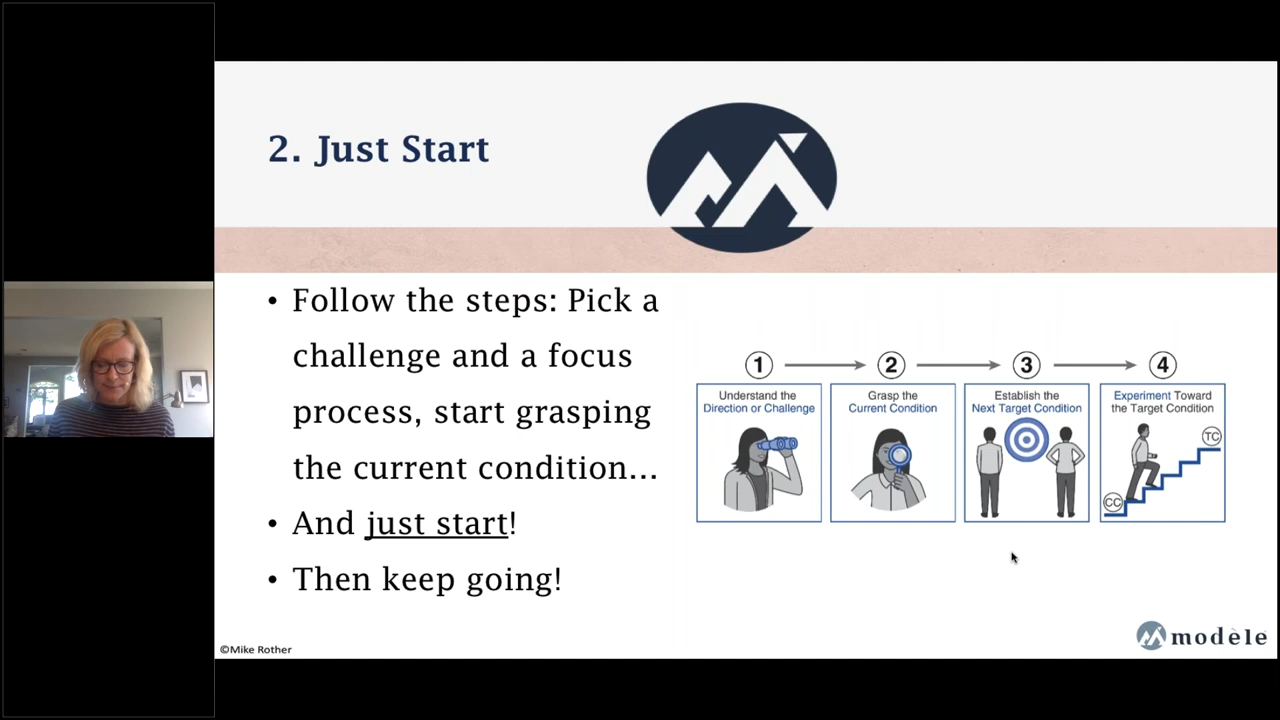 2. Just Start
• Follow the steps: Pick a
challenge and a focus
process, start grasping
the current condition...
• And just start!
• Then keep going!
1
2
3
4
Understand the
Direction or Challenge
Grasp the
Current Condition
Establish the
Next Target Condition
Experiment Toward
the Target Condition
TC
CC
©Mike Rother
modèle